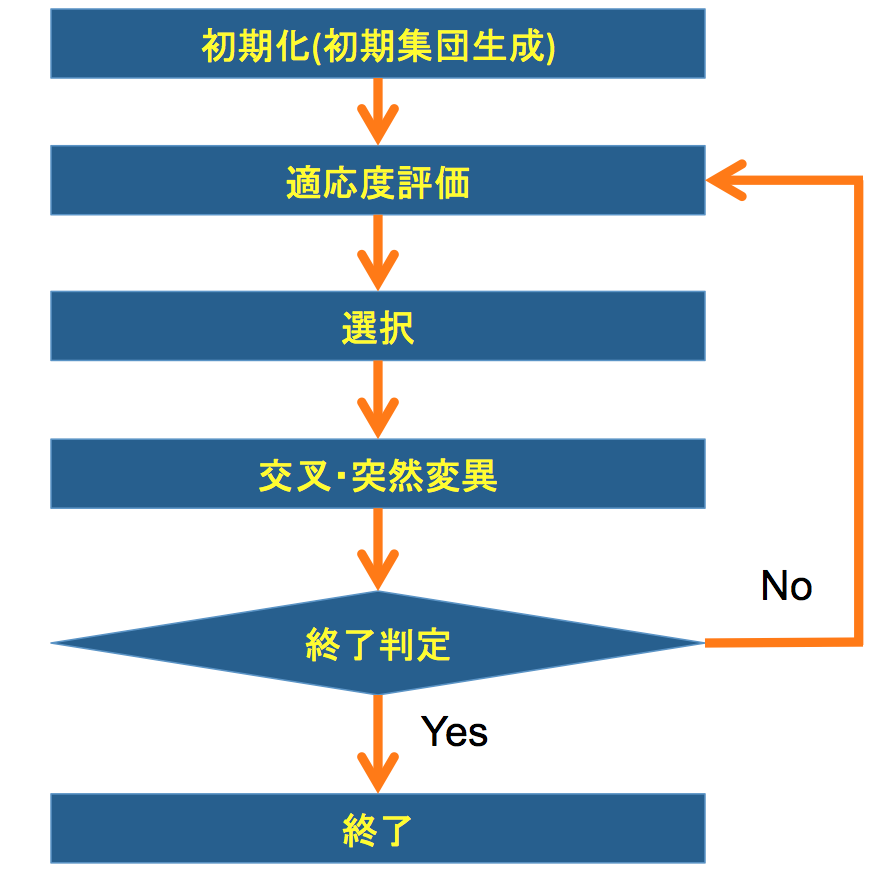 初期化(初期集団生成)
適応度評価
選択
交叉・突然変異
No
終了判定
Yes
終了